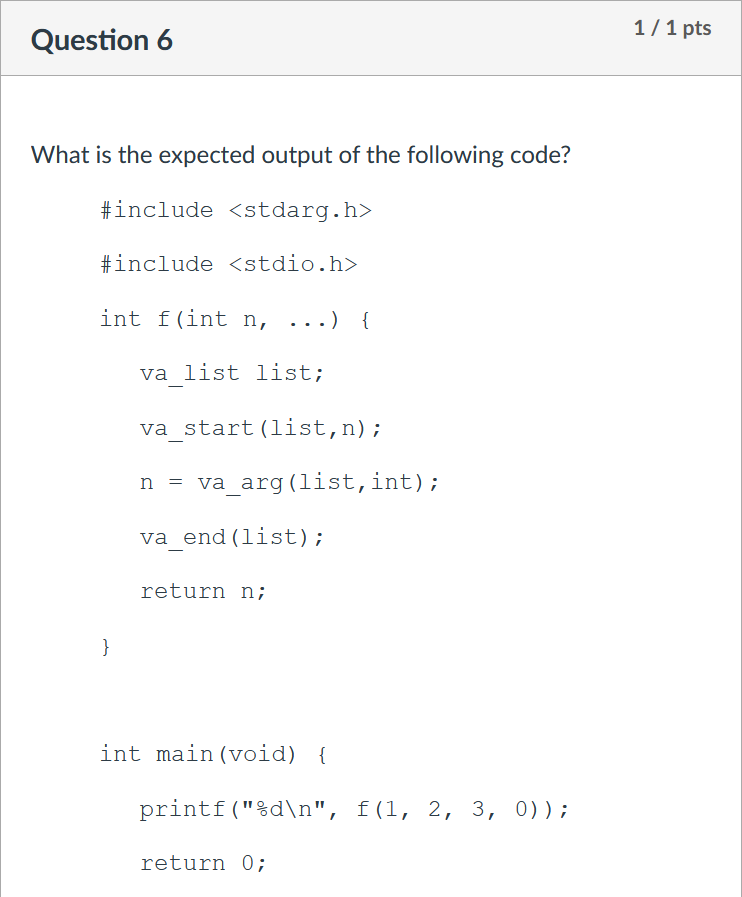 Question 6
1 / 1 pts
What is the expected output of the following code?
#include <stdarg.h>
#include <stdio.h>
int f(int n, ...) {
va_list list;
va_start(list,n);
n = va_arg(list,int);
va_end(list);
return n;
}
int main(void) {
printf("%d\n", f(1, 2, 3, 0));
return 0;